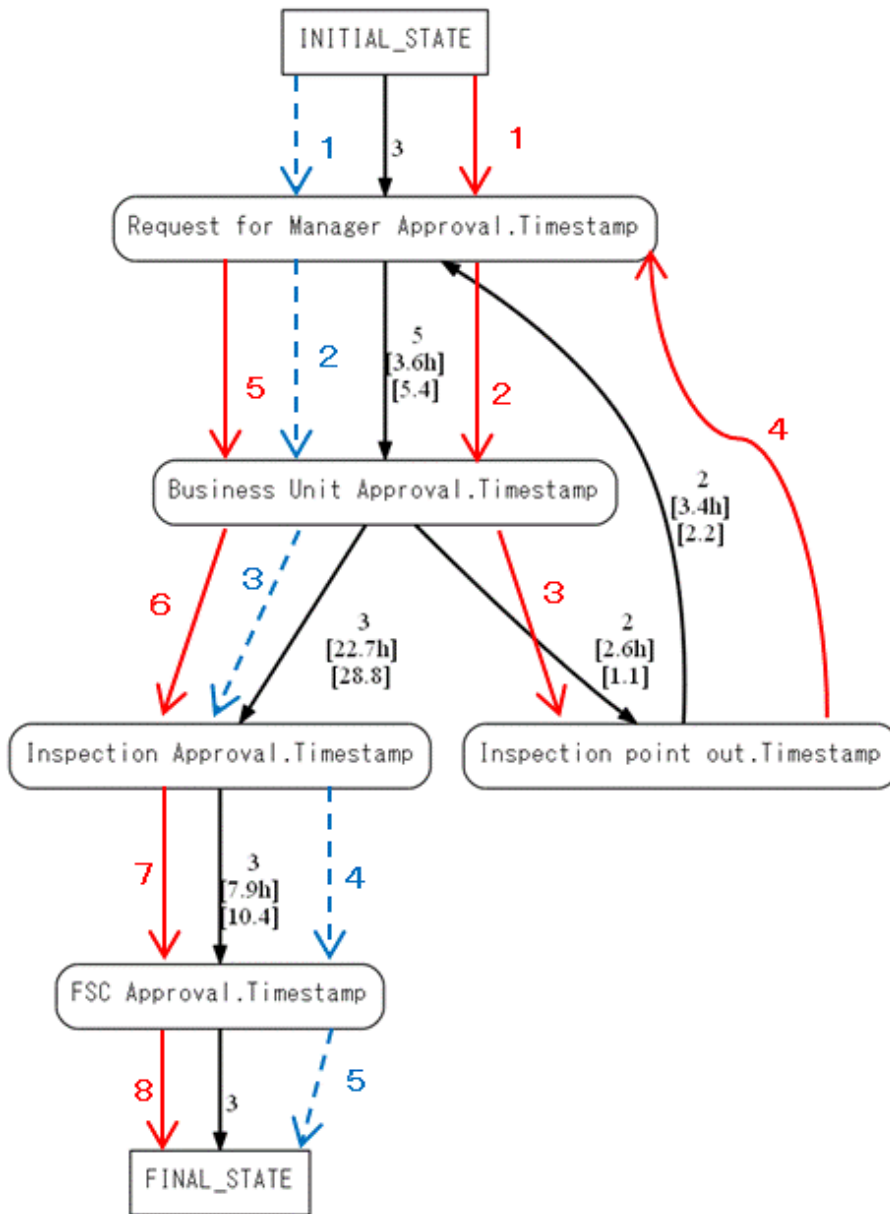 INITIAL_STATE
1
3
1
Request for Manager Approval.Timestamp
5
2
5
[3.6h]
[5.4]
2
4
2
[3.4h]
[2.2]
Business Unit Approval.Timestamp
6
3
3
[22.7h]
[28.8]
2
[2.6h]
[1.1]
3
Inspection Approval.Timestamp
Inspection point out.Timestamp
7
3
[7.9h]
[10.4]
4
FSC Approval.Timestamp
8
3
5
FINAL_STATE